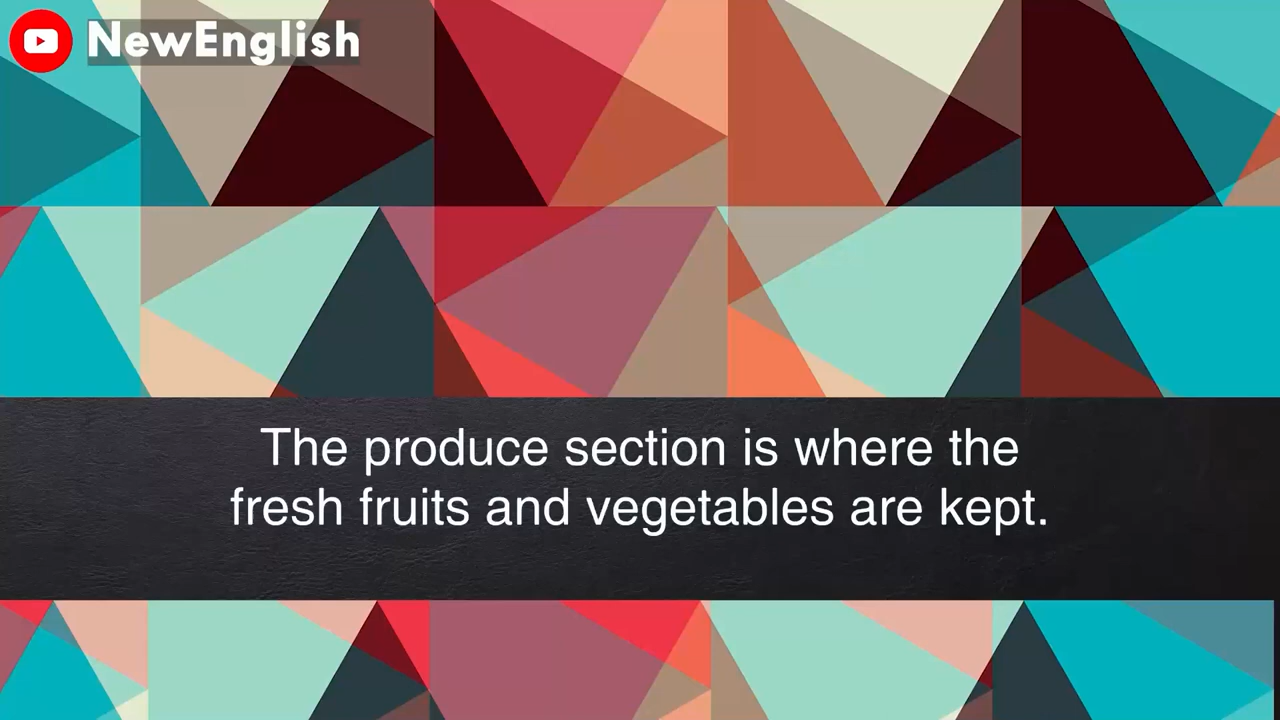 NewEnglish
The produce section is where the
fresh fruits and vegetables are kept.